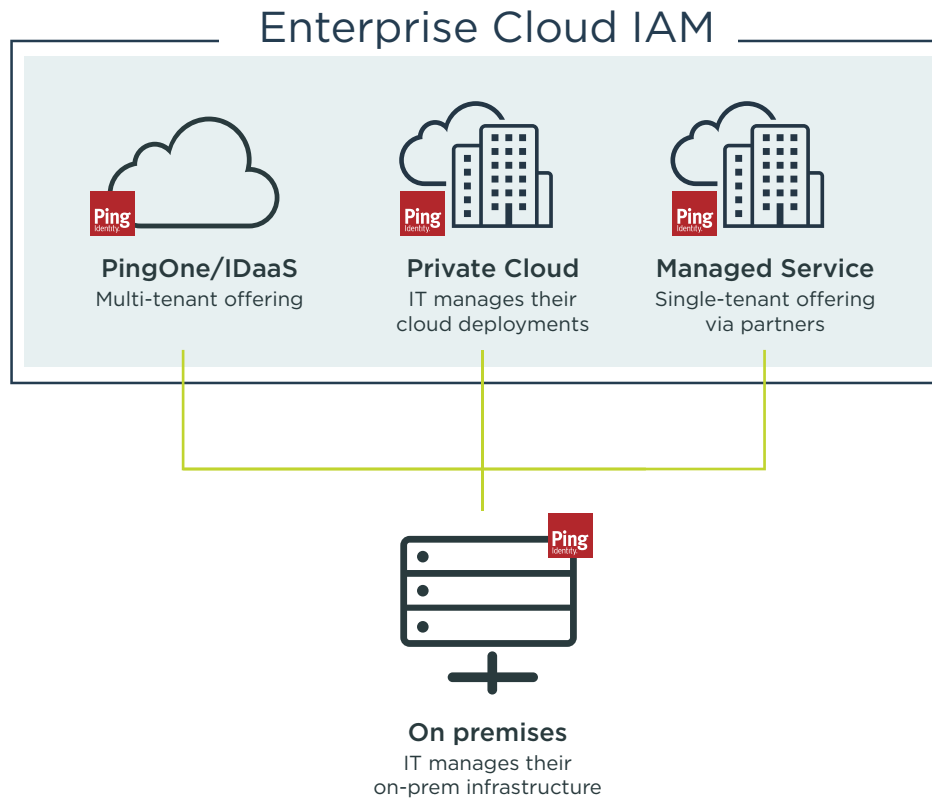 Enterprise Cloud IAM
Ping
Identity.
PingOne/IDaaS
Multi-tenant offering
Ping
Identity.
Private Cloud
IT manages their
cloud deployments
Ping
Identity.
Managed Service
Single-tenant offering
via partners
Ping
Identity.
On premises
IT manages their
on-prem infrastructure